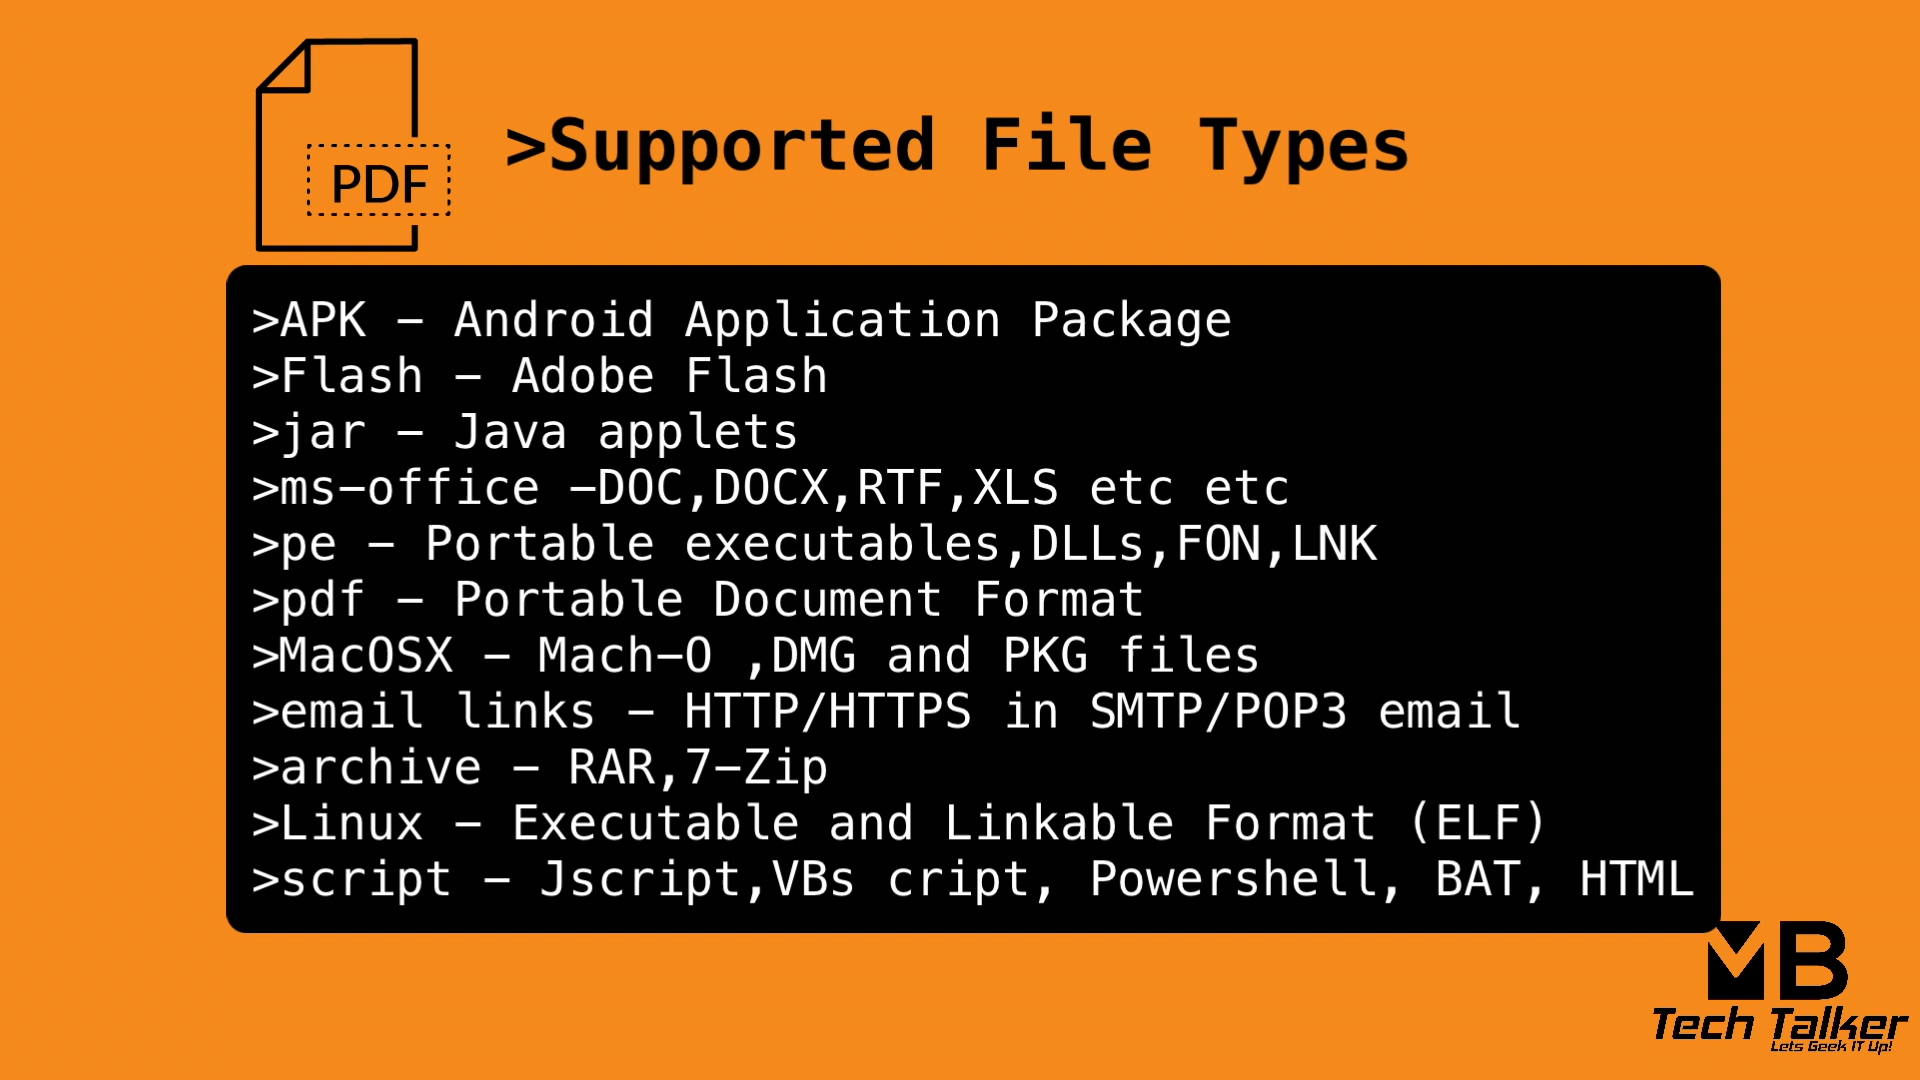 PDF
>Supported File Types
>APK – Android Application Package
>Flash – Adobe Flash
>jar – Java applets
>ms-office -DOC,DOCX,RTF,XLS etc etc
>pe – Portable executables,DLLs,FON,LNK
>pdf – Portable Document Format
>MacOSX – Mach-O ,DMG and PKG files
>email links – HTTP/HTTPS in SMTP/POP3 email
>archive – RAR,7-Zip
>Linux – Executable and Linkable Format (ELF)
>script – Jscript,VBs cript, Powershell, BAT, HTML
MB
Tech Talker
Lets Geek IT Up!